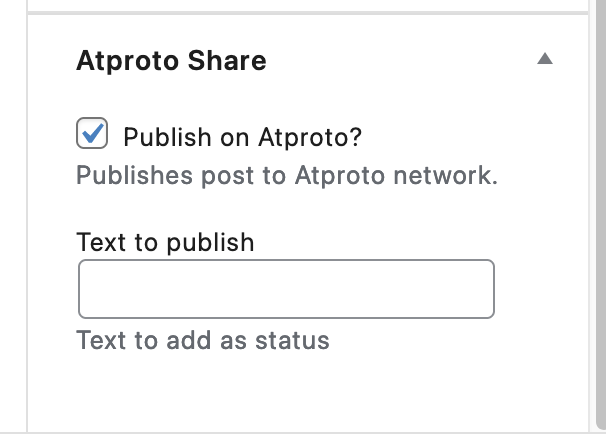 Atproto Share
Publish on Atproto?
Publishes post to Atproto network.
Text to publish
Text to add as status